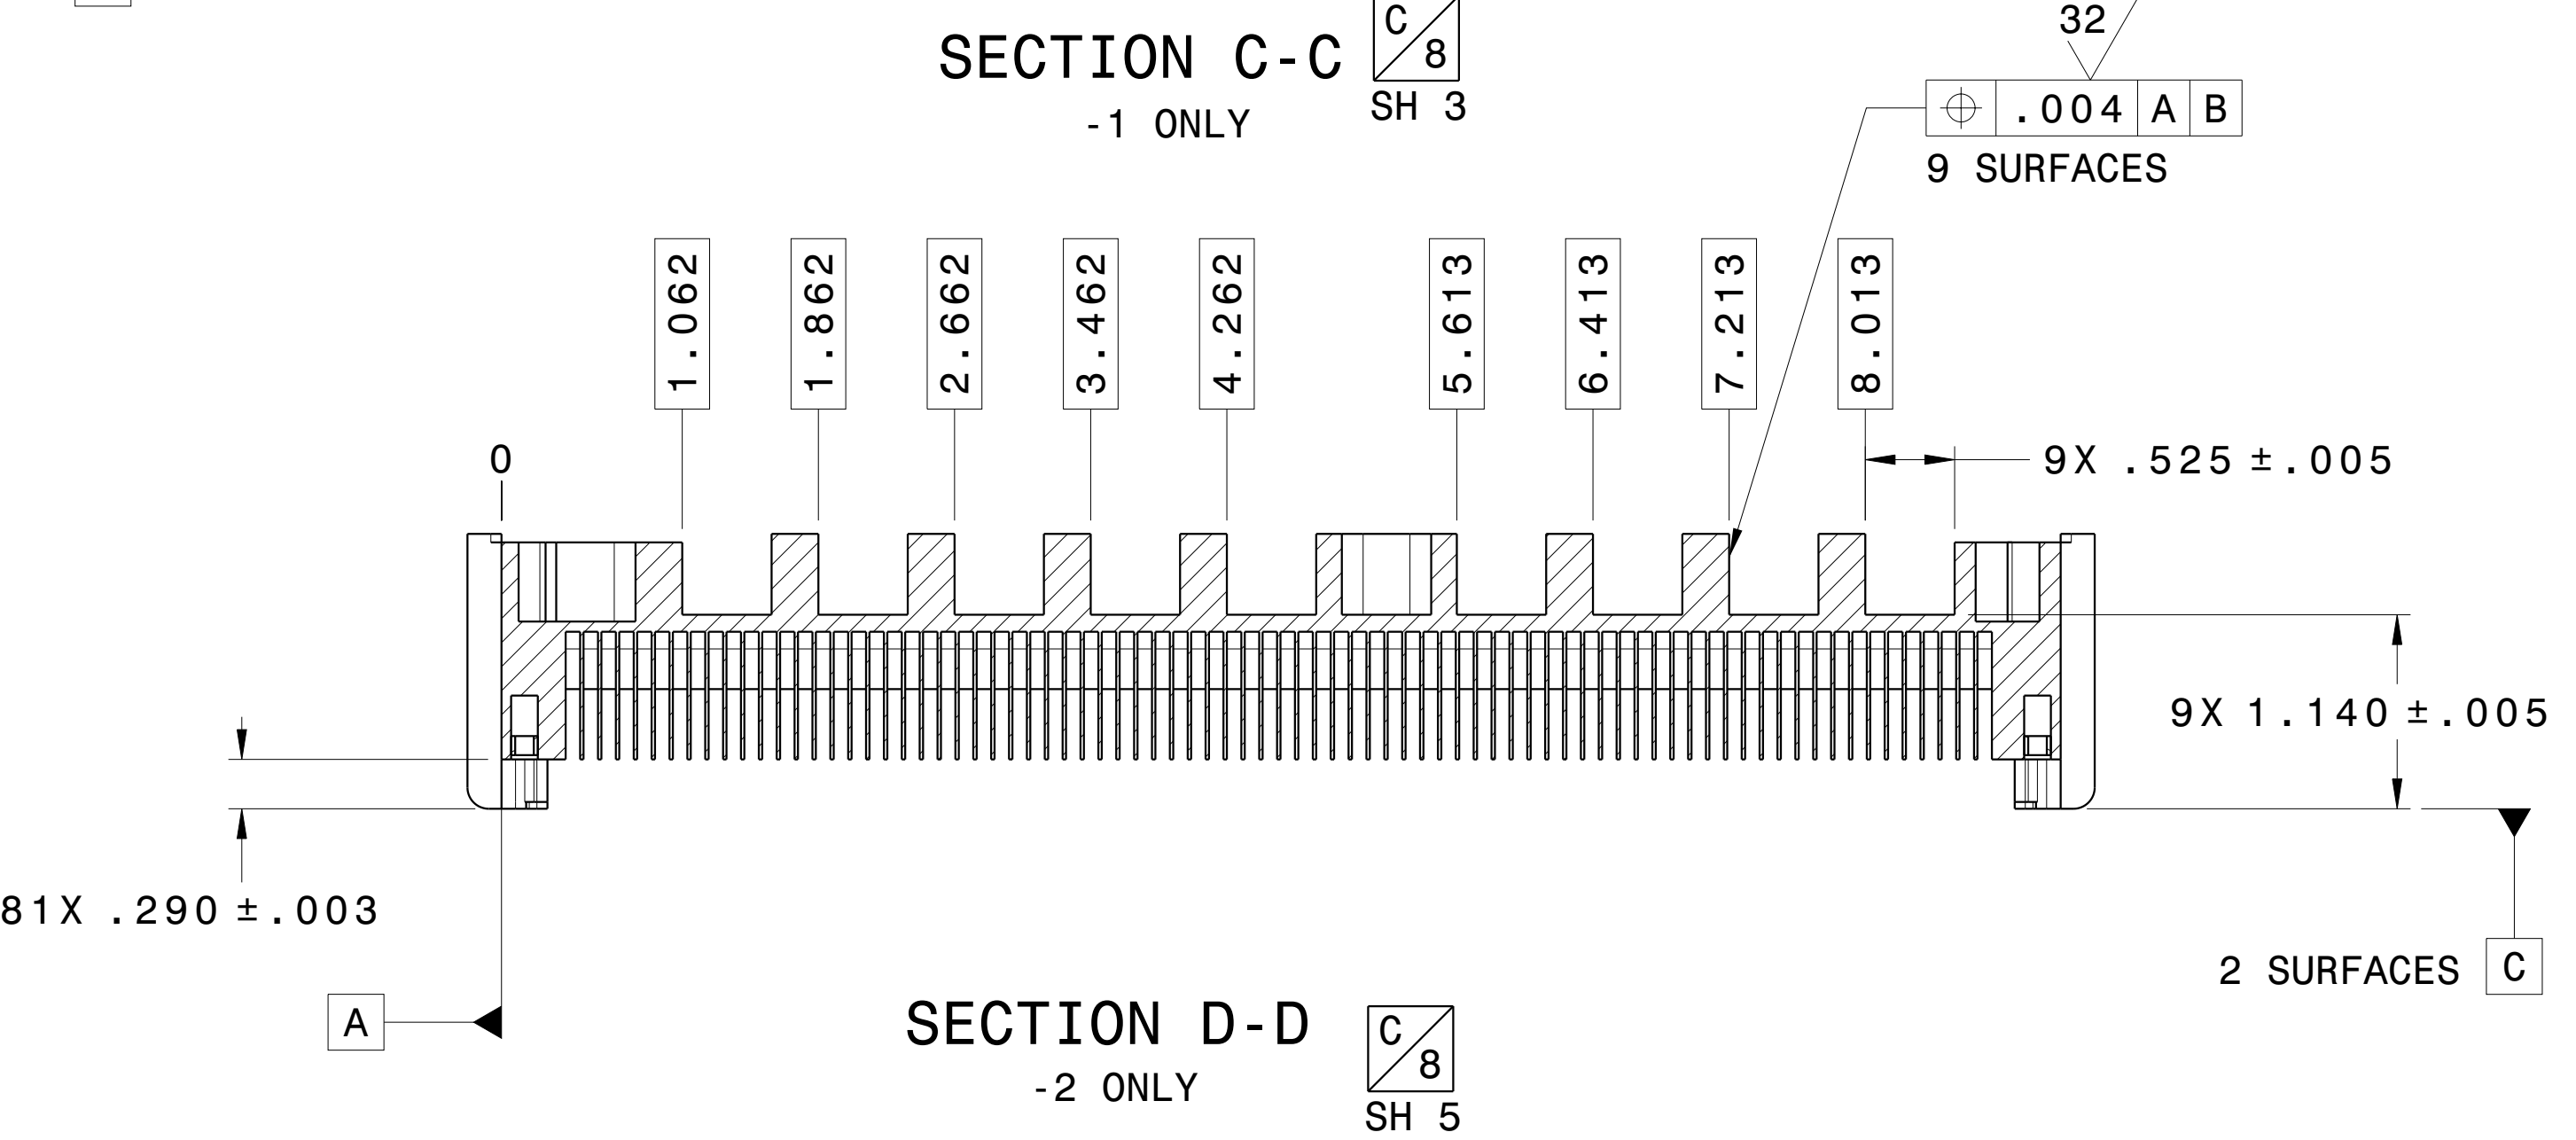 SECTION C-C
C
8
SH 3
-1 ONLY
32
.004 A B
9 SURFACES
1.062
1.862
2.662
3.462
4.262
5.613
6.413
7.213
8.013
0
9X .525 ±.005
9X 1.140 ±.005
81X .290 ±.003
2 SURFACES C
A
SECTION D-D
C
8
SH 5
-2 ONLY